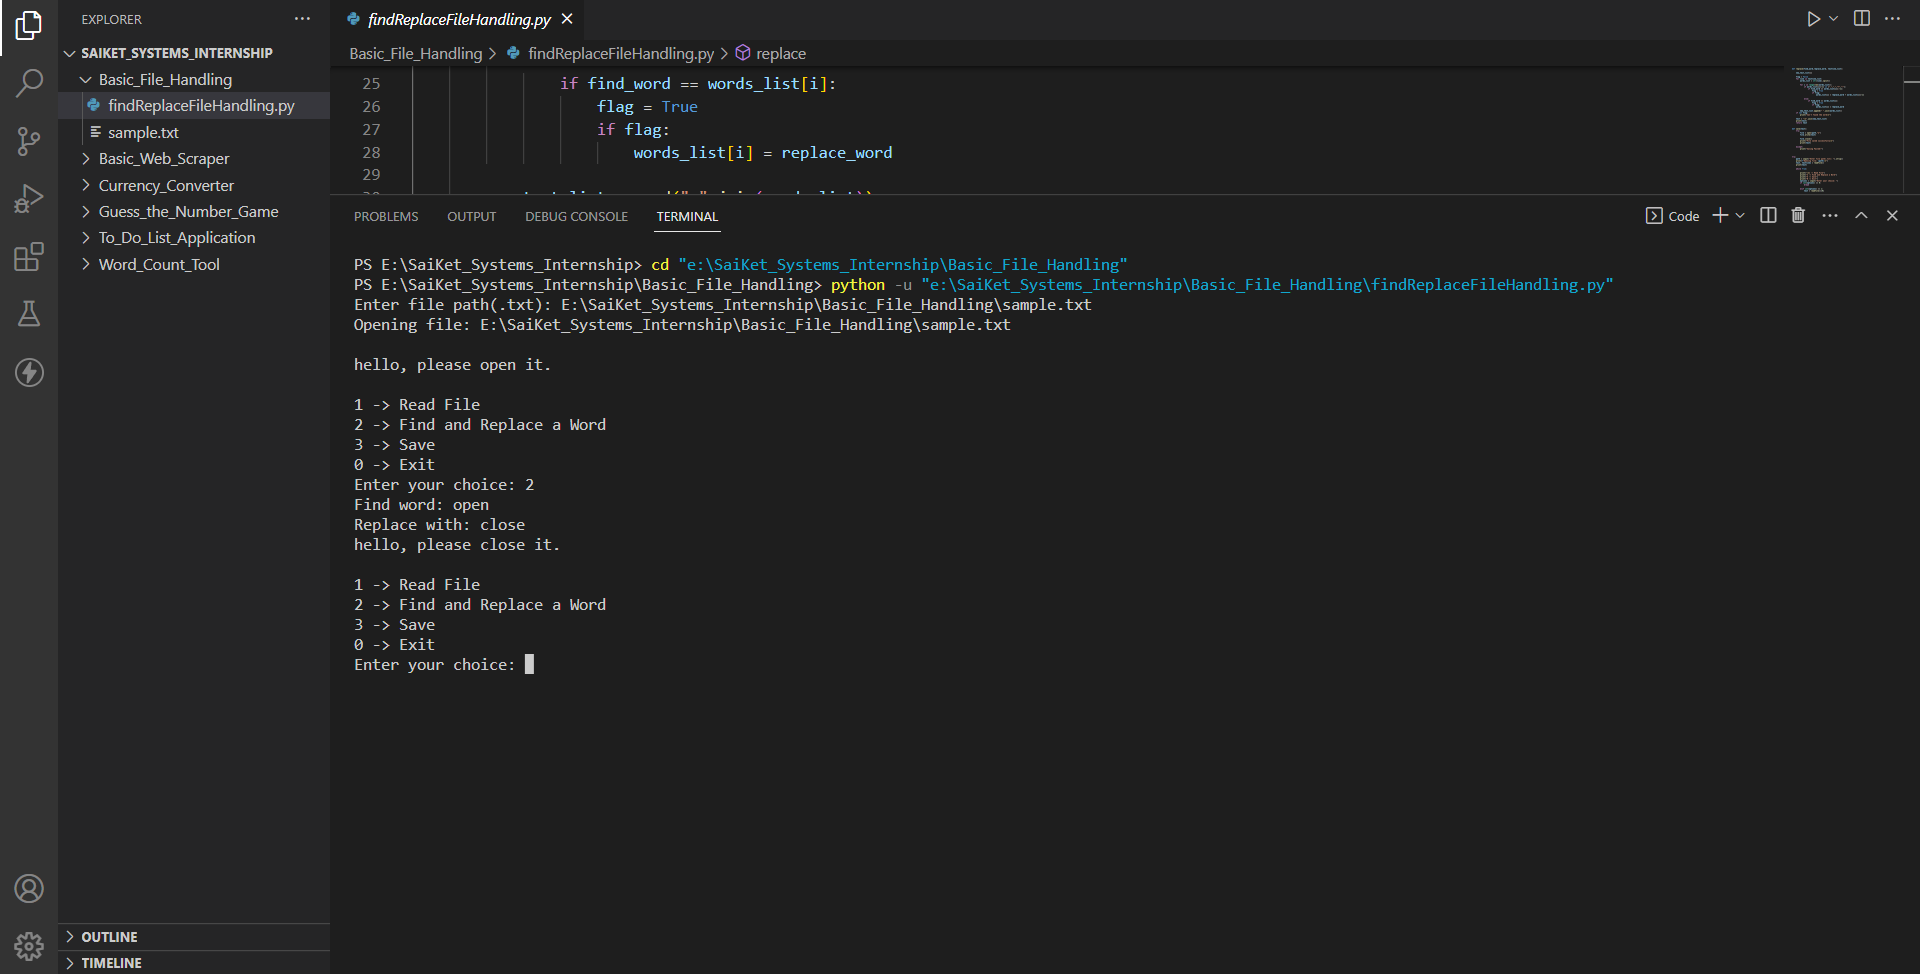 EXPLORER
SAIKET_SYSTEMS_INTERNSHIP
Basic_File_Handling
findReplaceFileHandling.py
sample.txt
Basic_Web_Scraper
Currency_Converter
Guess_the_Number_Game
To_Do_List_Application
Word_Count_Tool
OUTLINE
TIMELINE
findReplaceFileHandling.py
Basic_File_Handling > findReplaceFileHandling.py > replace
25 if find_word == words_list[i]:
26 flag = True
27 if flag:
28 words_list[i] = replace_word
29
PROBLEMS OUTPUT DEBUG CONSOLE TERMINAL Code
PS E:\SaiKet_Systems_Internship> cd "e:\SaiKet_Systems_Internship\Basic_File_Handling"
PS E:\SaiKet_Systems_Internship\Basic_File_Handling> python -u "e:\SaiKet_Systems_Internship\Basic_File_Handling\findReplaceFileHandling.py"
Enter file path(.txt): E:\SaiKet_Systems_Internship\Basic_File_Handling\sample.txt
Opening file: E:\SaiKet_Systems_Internship\Basic_File_Handling\sample.txt
hello, please open it.
1 -> Read File
2 -> Find and Replace a Word
3 -> Save
0 -> Exit
Enter your choice: 2
Find word: open
Replace with: close
hello, please close it.
1 -> Read File
2 -> Find and Replace a Word
3 -> Save
0 -> Exit
Enter your choice: